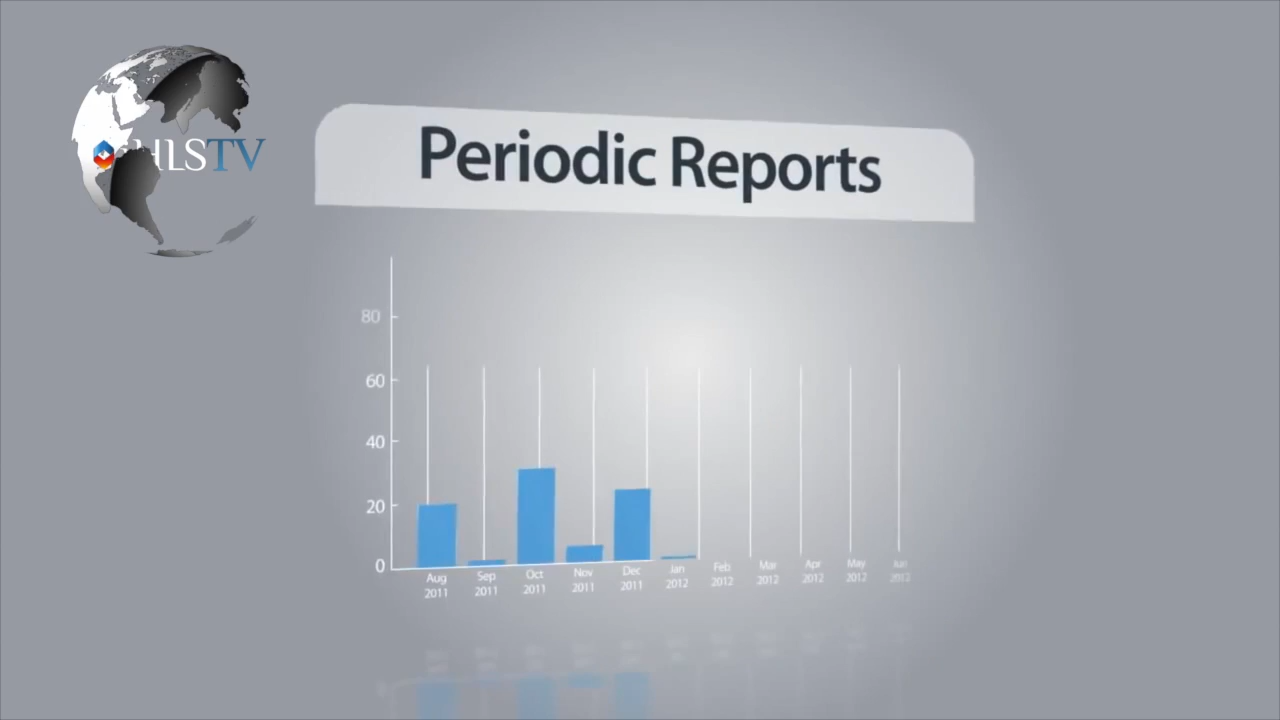 HLSTV
Periodic Reports
80
60
40
20
0
Aug Sep Oct Nov Dec Jan Feb Mar Apr May Jun
2011 2011 2011 2011 2011 2012 2012 2012 2012 2012 2012